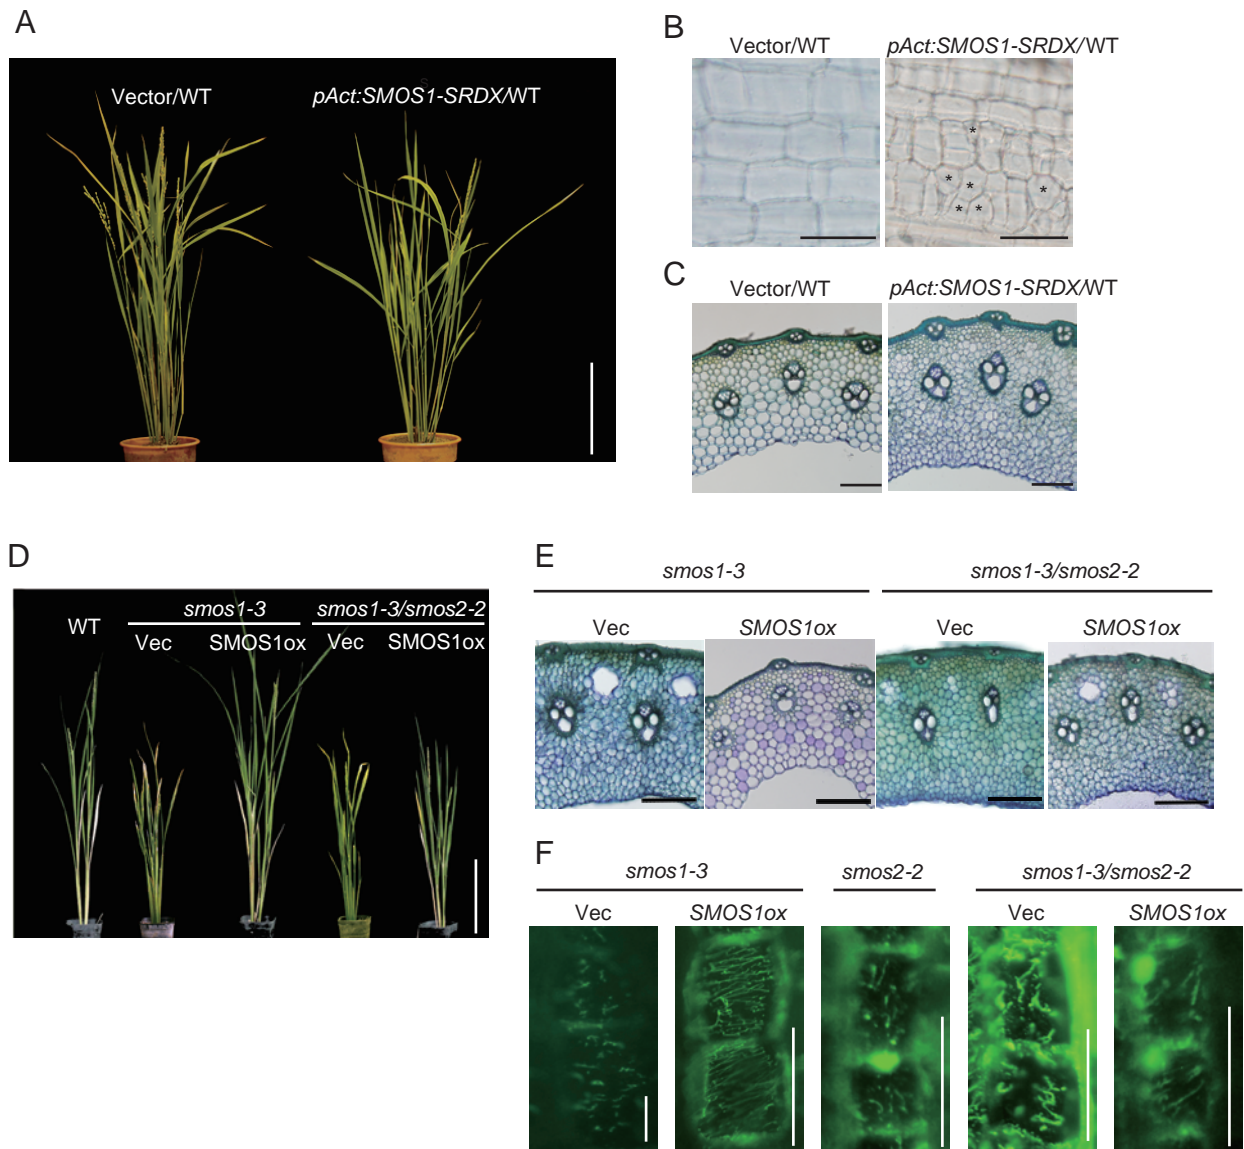 A
Vector/WT
pAct:SMOS1-SRDX/WT
s
B
Vector/WT
pAct:SMOS1-SRDX/WT
* * * * * *
C
Vector/WT
pAct:SMOS1-SRDX/WT
D
WT
smos1-3
smos1-3/smos2-2
Vec
SMOS1ox
Vec
SMOS1ox
E
smos1-3
smos1-3/smos2-2
Vec
SMOS1ox
Vec
SMOS1ox
F
smos1-3
smos2-2
smos1-3/smos2-2
Vec
SMOS1ox
Vec
SMOS1ox